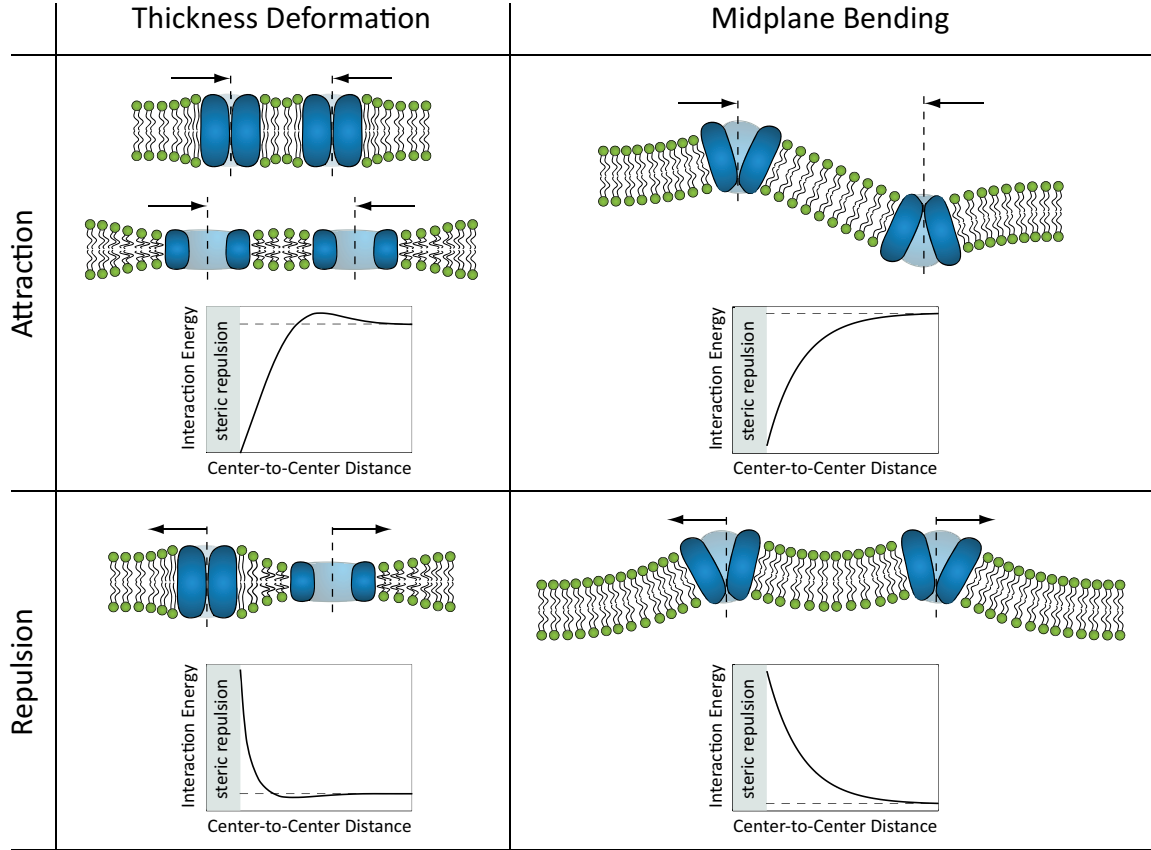 Thickness Deformation
Midplane Bending
Attraction
Interaction Energy
steric repulsion
Center-to-Center Distance
Interaction Energy
steric repulsion
Center-to-Center Distance
Repulsion
Interaction Energy
steric repulsion
Center-to-Center Distance
Interaction Energy
steric repulsion
Center-to-Center Distance